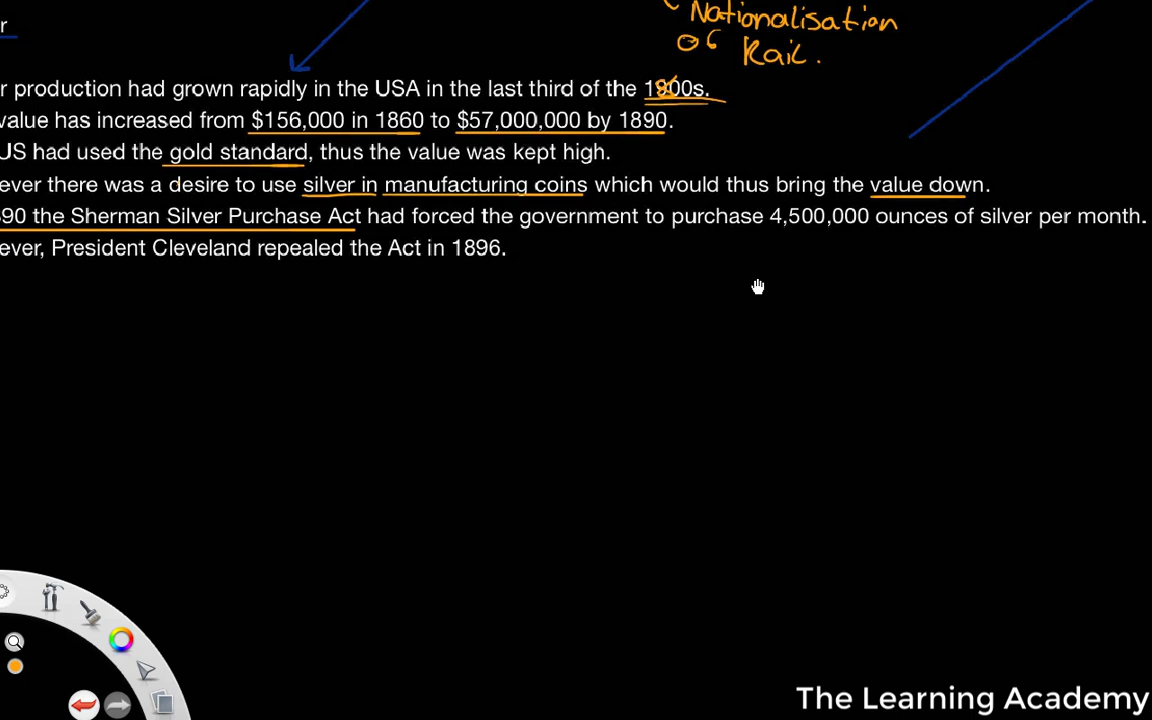 r
Nationalisation
Of Rail.
r production had grown rapidly in the USA in the last third of the 1800s.
value has increased from $156,000 in 1860 to $57,000,000 by 1890.
US had used the gold standard, thus the value was kept high.
ever there was a desire to use silver in manufacturing coins which would thus bring the value down.
90 the Sherman Silver Purchase Act had forced the government to purchase 4,500,000 ounces of silver per month.
ever, President Cleveland repealed the Act in 1896.
The Learning Academy